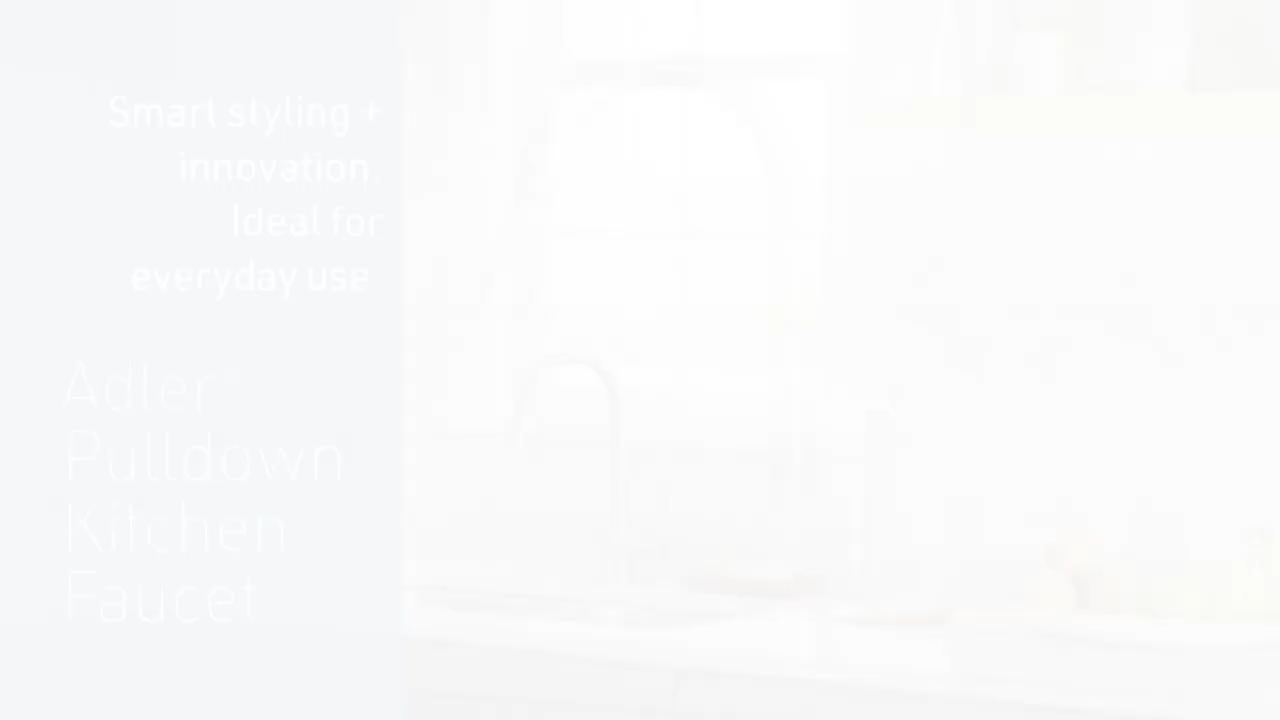 Smart styling +
innovation.
Ideal for
everyday use
Adler
Pulldown
Kitchen
Faucet